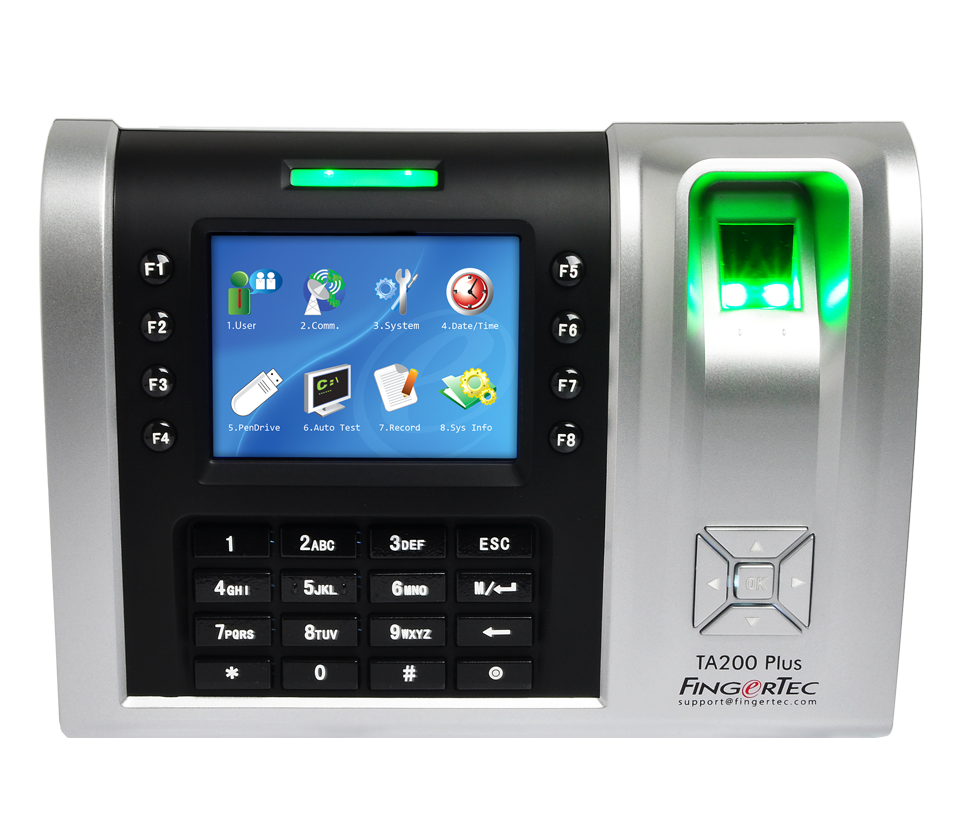 F1
F2
F3
F4
1.User
2.Comm.
3.System
4.Date/Time
C:\
5.PenDrive
6.Auto Test
7.Record
8.Sys Info
F5
F6
F7
F8
1 2ABC 3DEF ESC
4GHI 5JKL 6MNO M/↵
7PQRS 8TUV 9WXYZ ←
* 0 #
OK
TA200 Plus
FINGERTEC
support@fingertec.com